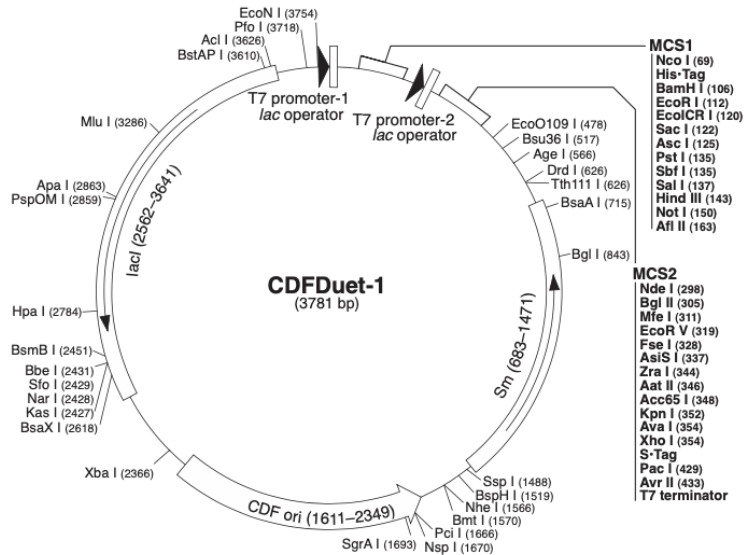 EcoN I (3754)
Pfo I (3718)
Acl I (3626)
BstAP I (3610)
T7 promoter-1
lac operator
T7 promoter-2
lac operator
MCS1
Nco I (69)
His•Tag
BamH I (106)
EcoR I (112)
EcoICR I (120)
Sac I (122)
Asc I (125)
Pst I (135)
Sbf I (135)
Sal I (137)
Hind III (143)
Not I (150)
Afl II (163)
EcoO109 I (478)
Bsu36 I (517)
Age I (566)
Drd I (626)
Tth111 I (626)
BsaA I (715)
Bgl I (843)
MCS2
Nde I (298)
Bgl II (305)
Mfe I (311)
EcoR V (319)
Fse I (328)
AsiS I (337)
Zra I (344)
Aat II (346)
Acc65 I (348)
Kpn I (352)
Ava I (354)
Xho I (354)
S•Tag
Pac I (429)
Avr II (433)
T7 terminator
Mlu I (3286)
Apa I (2863)
PspOM I (2859)
lacI (2562–3641)
CDFDuet-1
(3781 bp)
Sm (683–1471)
Hpa I (2784)
BsmB I (2451)
Bbe I (2431)
Sfo I (2429)
Nar I (2428)
Kas I (2427)
BsaX I (2618)
Xba I (2366)
CDF ori (1611–2349)
Ssp I (1488)
BspH I (1519)
Nhe I (1566)
Bmt I (1570)
Pci I (1666)
Nsp I (1670)
SgrA I (1693)